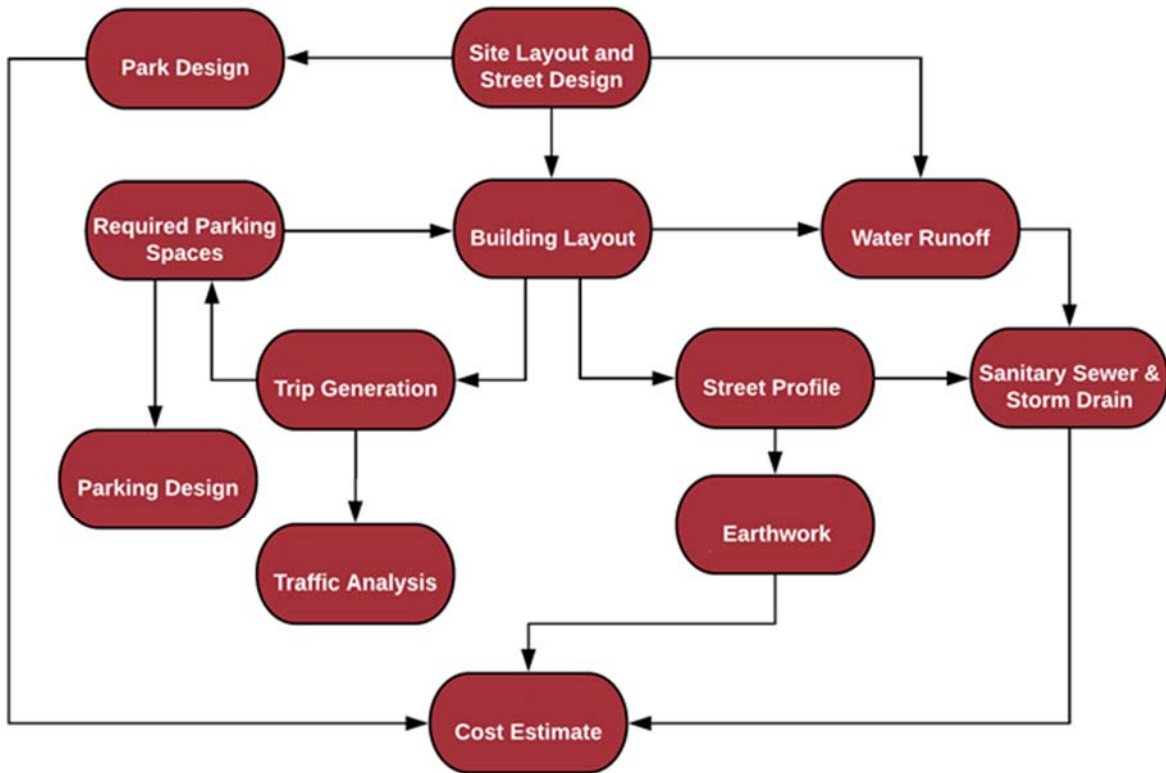 Park Design
Site Layout and
Street Design
Required Parking
Spaces
Building Layout
Water Runoff
Trip Generation
Street Profile
Sanitary Sewer &
Storm Drain
Parking Design
Earthwork
Traffic Analysis
Cost Estimate